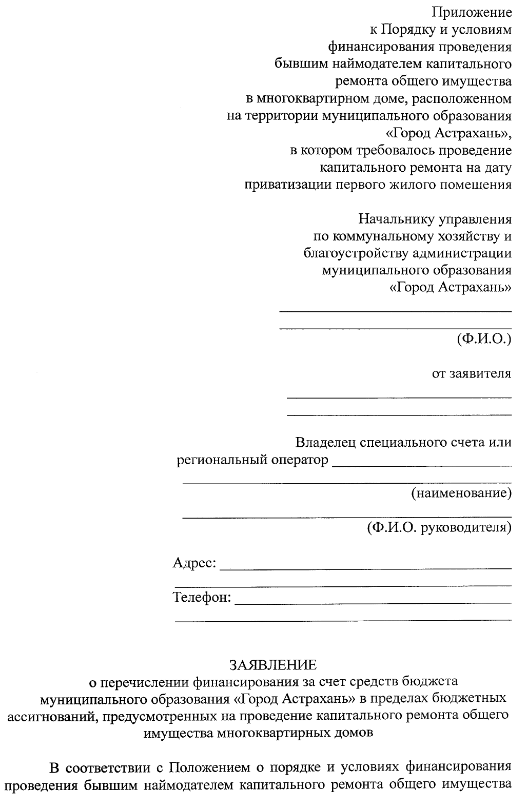 Приложение
к Порядку и условиям
финансирования проведения
бывшим наймодателем капитального
ремонта общего имущества
в многоквартирном доме, расположенном
на территории муниципального образования
«Город Астрахань»,
в котором требовалось проведение
капитального ремонта на дату
приватизации первого жилого помещения
Начальнику управления
по коммунальному хозяйству и
благоустройству администрации
муниципального образования
«Город Астрахань»
(Ф.И.О.)
от заявителя
Владелец специального счета или
региональный оператор
(наименование)
(Ф.И.О. руководителя)
Адрес:
Телефон:
ЗАЯВЛЕНИЕ
о перечислении финансирования за счет средств бюджета
муниципального образования «Город Астрахань» в пределах бюджетных
ассигнований, предусмотренных на проведение капитального ремонта общего
имущества многоквартирных домов
В соответствии с Положением о порядке и условиях финансирования
проведения бывшим наймодателем капитального ремонта общего имущества